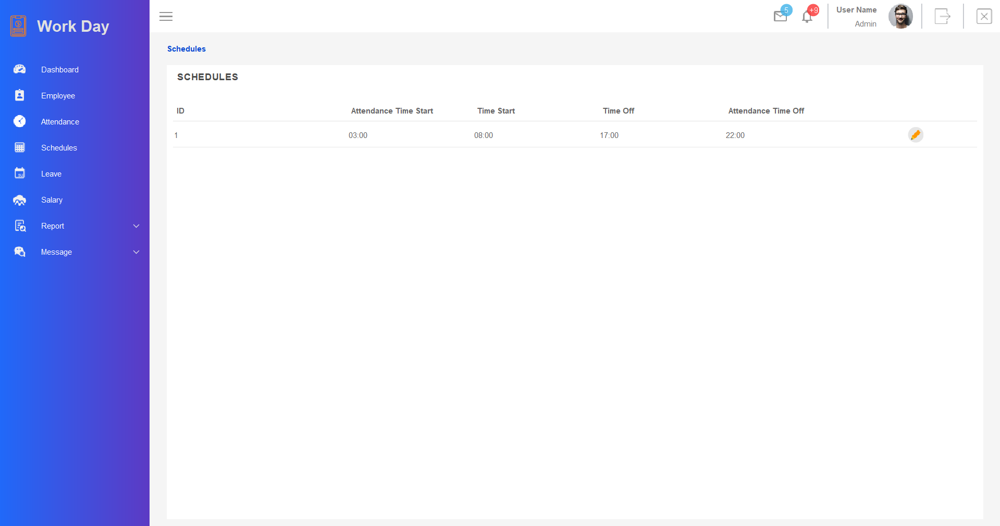 Work Day
5
+9
User Name
Admin
Dashboard
Employee
Attendance
Schedules
Leave
SU
Salary
Report
Message
Schedules
SCHEDULES
ID Attendance Time Start Time Start Time Off Attendance Time Off
1 03:00 08:00 17:00 22:00